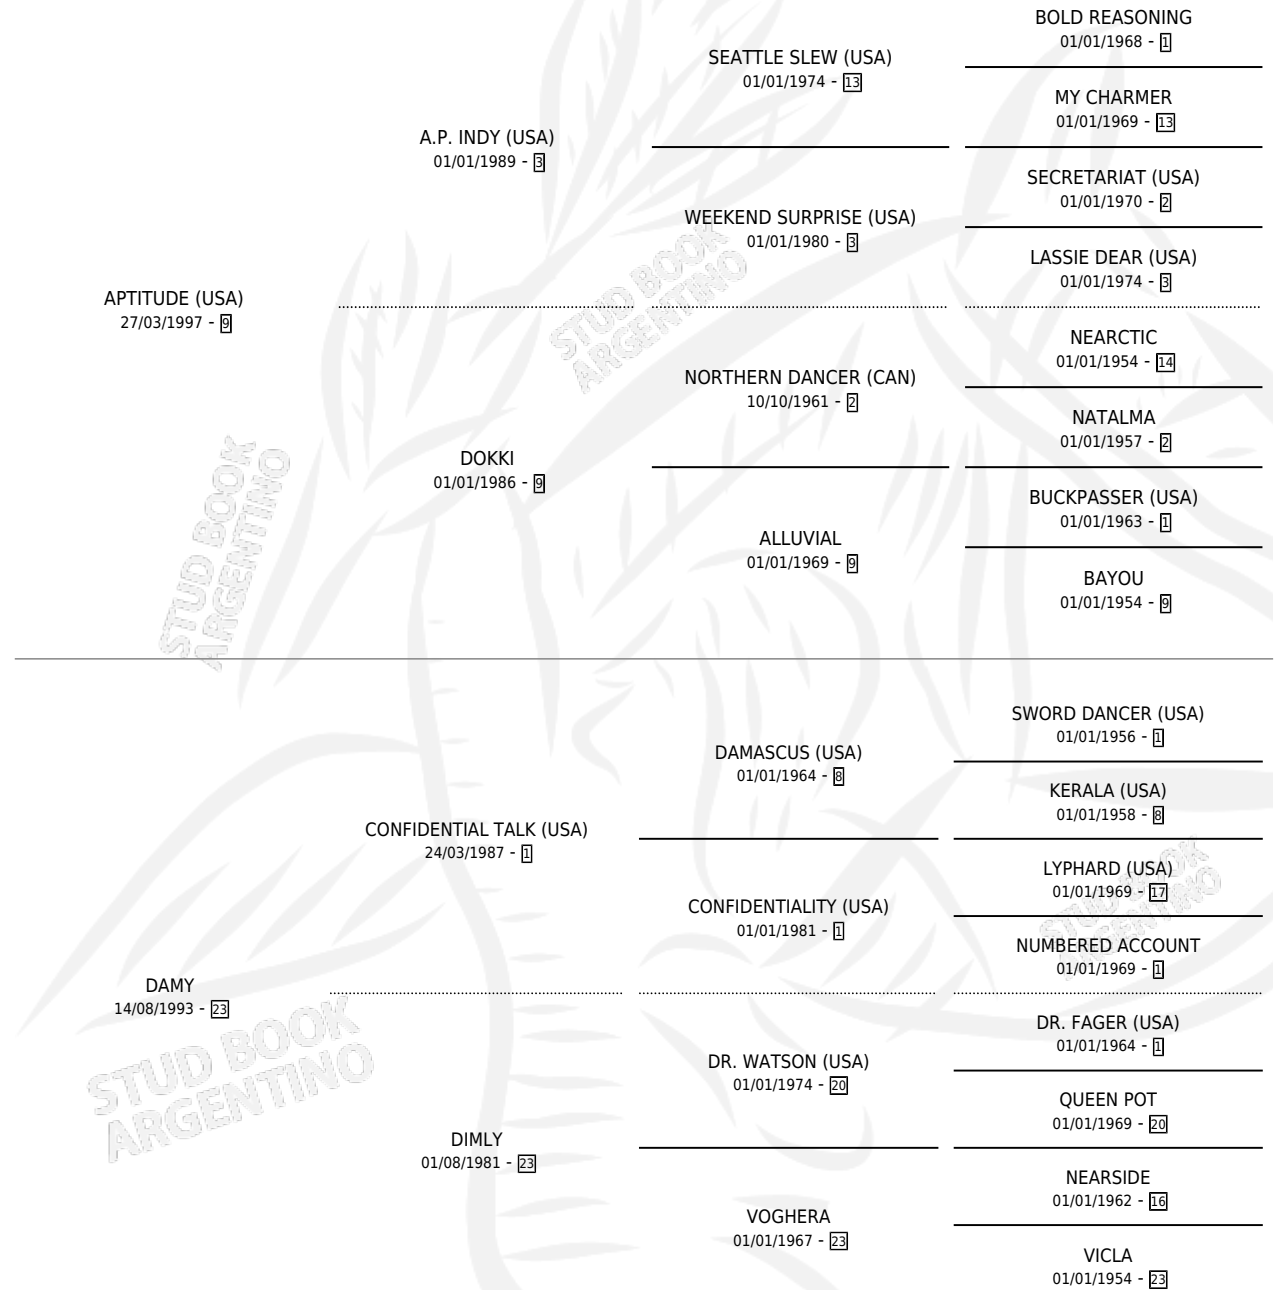 BOLD REASONING
01/01/1968 - 1
SEATTLE SLEW (USA)
01/01/1974 - 13
MY CHARMER
01/01/1969 - 13
A.P. INDY (USA)
01/01/1989 - 3
SECRETARIAT (USA)
01/01/1970 - 2
WEEKEND SURPRISE (USA)
01/01/1980 - 3
LASSIE DEAR (USA)
01/01/1974 - 3
STUD BOOK
ARGENTINO
APTITUDE (USA)
27/03/1997 - 9
NEARCTIC
01/01/1954 - 14
NORTHERN DANCER (CAN)
10/10/1961 - 2
NATALMA
01/01/1957 - 2
DOKKI
01/01/1986 - 9
BUCKPASSER (USA)
01/01/1963 - 1
ALLUVIAL
01/01/1969 - 9
BAYOU
01/01/1954 - 9
STUD BOOK
ARGENTINO
SWORD DANCER (USA)
01/01/1956 - 1
DAMASCUS (USA)
01/01/1964 - 8
KERALA (USA)
01/01/1958 - 8
CONFIDENTIAL TALK (USA)
24/03/1987 - 1
LYPHARD (USA)
01/01/1969 - 17
CONFIDENTIALITY (USA)
01/01/1981 - 1
NUMBERED ACCOUNT
01/01/1969 - 1
STUD BOOK
ARGENTINO
DAMY
14/08/1993 - 23
DR. FAGER (USA)
01/01/1964 - 1
DR. WATSON (USA)
01/01/1974 - 20
QUEEN POT
01/01/1969 - 20
STUD BOOK
ARGENTINO
DIMLY
01/08/1981 - 23
NEARSIDE
01/01/1962 - 16
VOGHERA
01/01/1967 - 23
VICLA
01/01/1954 - 23